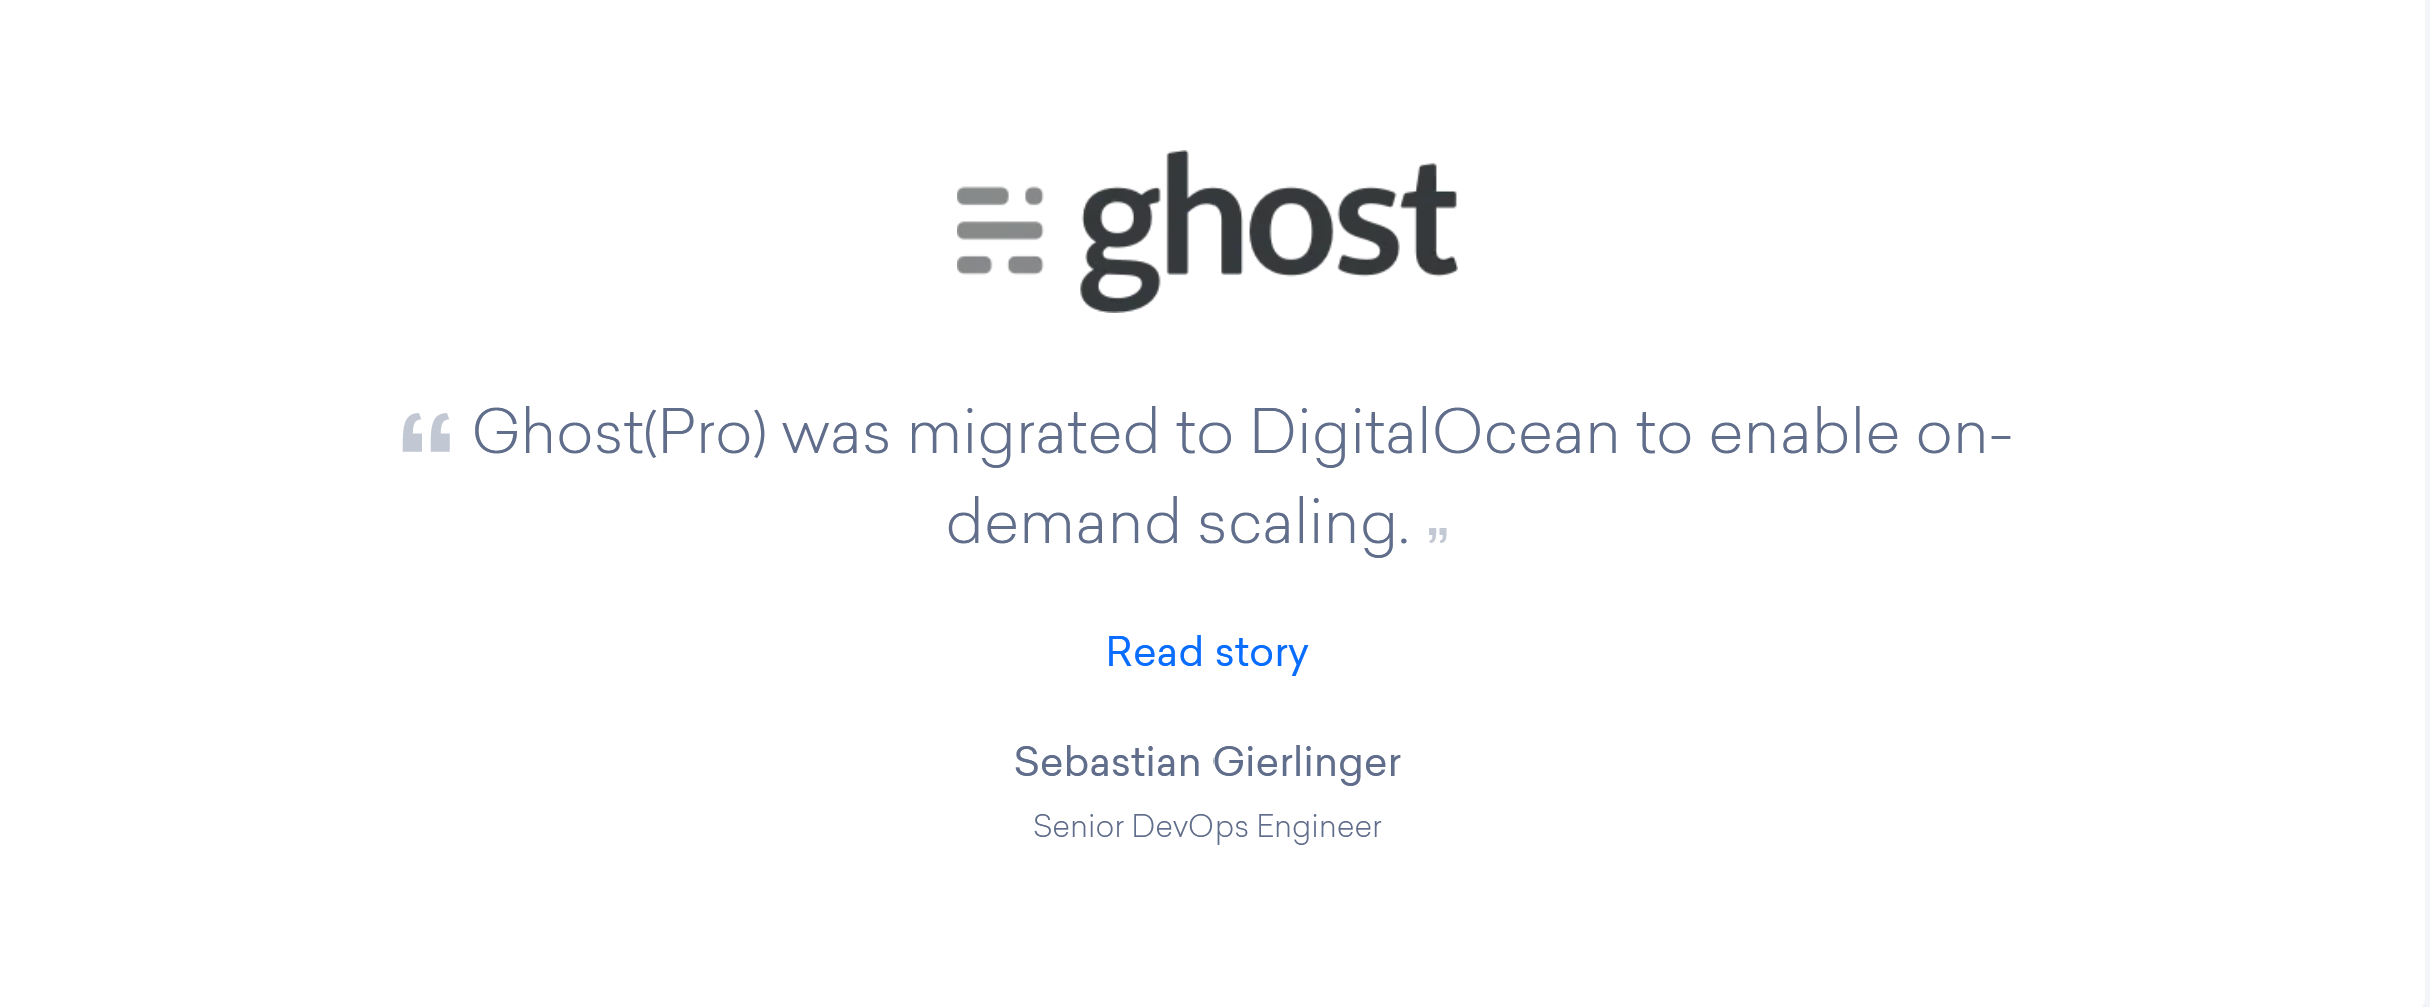 ghost
“ Ghost(Pro) was migrated to DigitalOcean to enable on-
demand scaling. ”
Read story
Sebastian Gierlinger
Senior DevOps Engineer